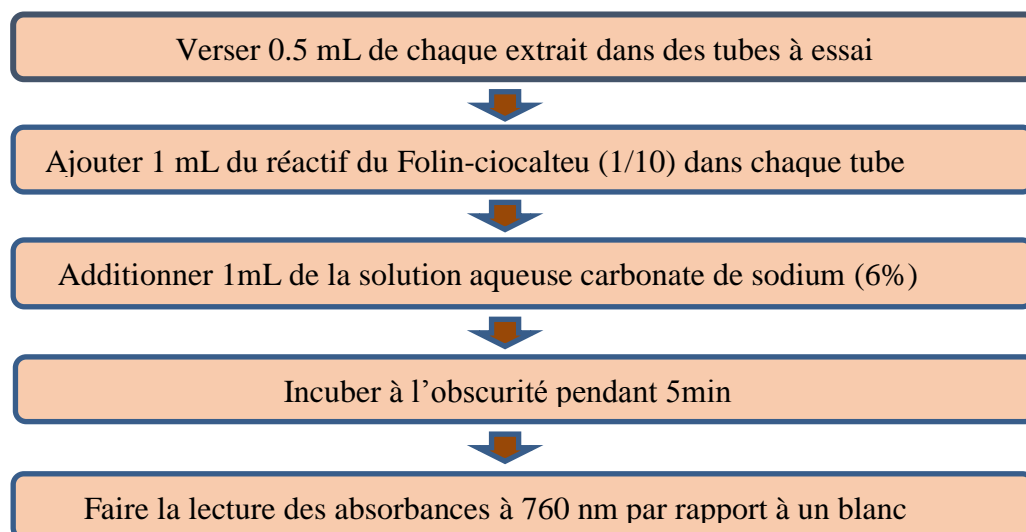 Verser 0.5 mL de chaque extrait dans des tubes à essai
Ajouter 1 mL du réactif du Folin-ciocalteu (1/10) dans chaque tube
Additionner 1mL de la solution aqueuse carbonate de sodium (6%)
Incuber à l’obscurité pendant 5min
Faire la lecture des absorbances à 760 nm par rapport à un blanc